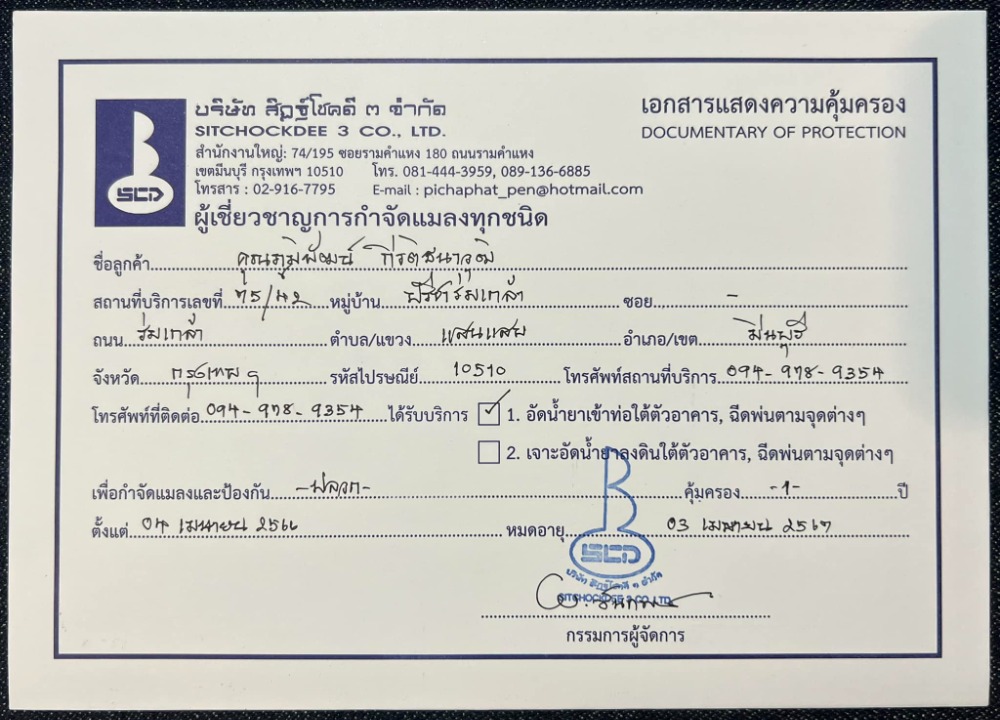 บริษัท สิฏฐ์โชคดี ๓ จำกัด
SITCHOCKDEE 3 CO., LTD.
สำนักงานใหญ่: 74/195 ซอยรามคำแหง 180 ถนนรามคำแหง
เขตมีนบุรี กรุงเทพฯ 10510 โทร. 081-444-3959, 089-136-6885
โทรสาร : 02-916-7795 E-mail : pichaphat_pen@hotmail.com
ผู้เชี่ยวชาญการกำจัดแมลงทุกชนิด
SCD
เอกสารแสดงความคุ้มครอง
DOCUMENTARY OF PROTECTION
ชื่อลูกค้า คุณภูมิพัฒน์
สถานที่บริการเลขที่ 75/42 หมู่บ้าน ซอย -
ถนน ร่มเกล้า ตำบล/แขวง แสนแสบ อำเภอ/เขต มีนบุรี
จังหวัด กรุงเทพฯ รหัสไปรษณีย์ 10510 โทรศัพท์สถานที่บริการ 094-978-9354
โทรศัพท์ที่ติดต่อ 094-978-9354 ได้รับบริการ ✓ 1. อัดน้ำยาเข้าท่อใต้ตัวอาคาร, ฉีดพ่นตามจุดต่างๆ
2. เจาะอัดน้ำยาลงดินใต้ตัวอาคาร, ฉีดพ่นตามจุดต่างๆ
เพื่อกำจัดแมลงและป้องกัน -ปลวก- คุ้มครอง -1- ปี
ตั้งแต่ 04 เมษายน 2566 หมดอายุ 03 เมษายน 2567
SCD
SITCHOCKDEE 3 CO., LTD
กรรมการผู้จัดการ